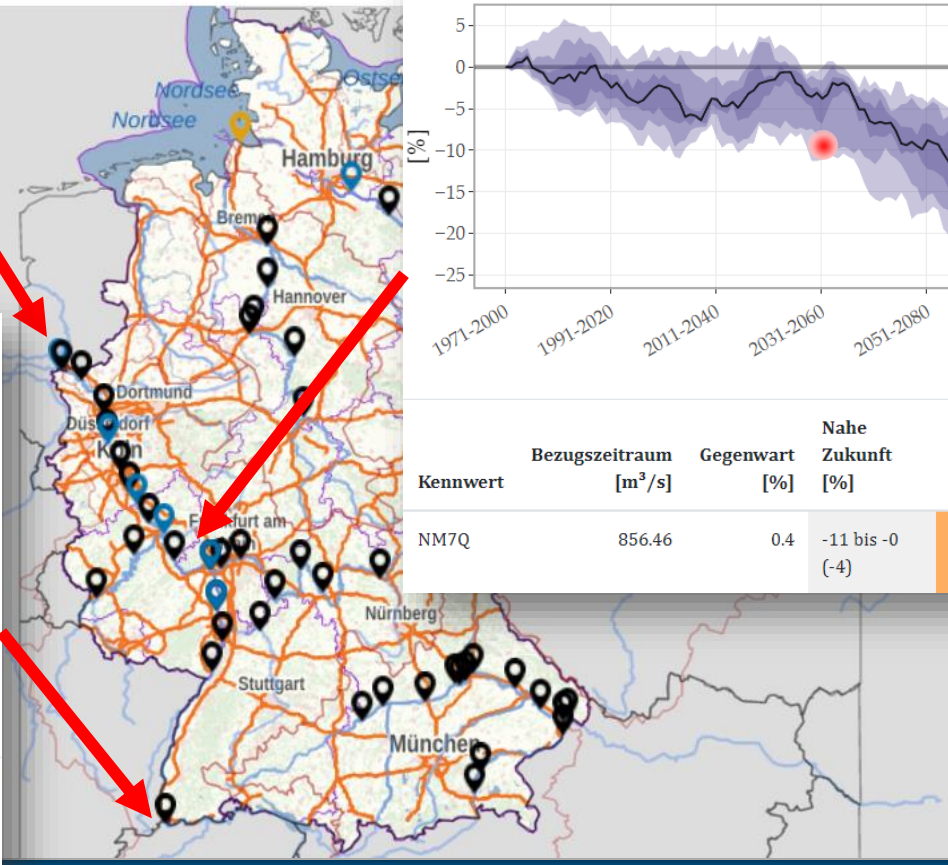 Nordsee
Ostsee
Nordsee
Hamburg
Bremen
Hannover
Dortmund
Düsseldorf
Köln
Frankfurt am
Nürnberg
Stuttgart
München
[%]
5
0
−5
−10
−15
−20
−25
1971-2000
1991-2020
2011-2040
2031-2060
2051-2080
Nahe
Bezugszeitraum Gegenwart Zukunft
Kennwert [m³/s] [%] [%]
NM7Q 856.46 0.4 -11 bis -0
(-4)